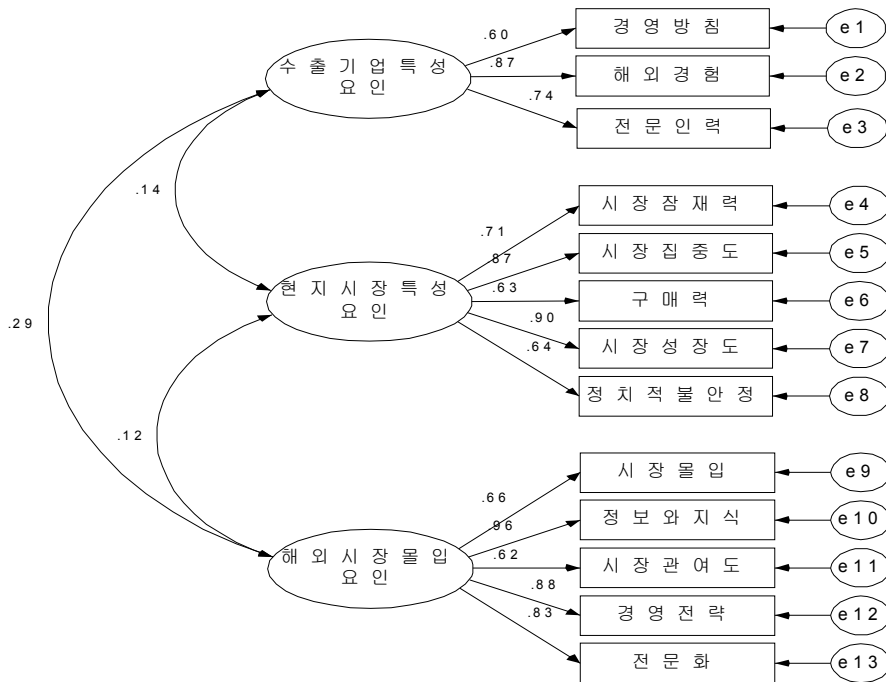 .60
경영방침
e1
수출기업특성
요인
.87
해외경험
e2
.74
전문인력
e3
.14
.71
시장잠재력
e4
.87
시장집중도
e5
현지시장특성
요인
.63
구매력
e6
.29
.90
시장성장도
e7
.64
정치적불안정
e8
.12
.66
시장몰입
e9
.96
정보와지식
e10
해외시장몰입
요인
.62
시장관여도
e11
.88
경영전략
e12
.83
전문화
e13